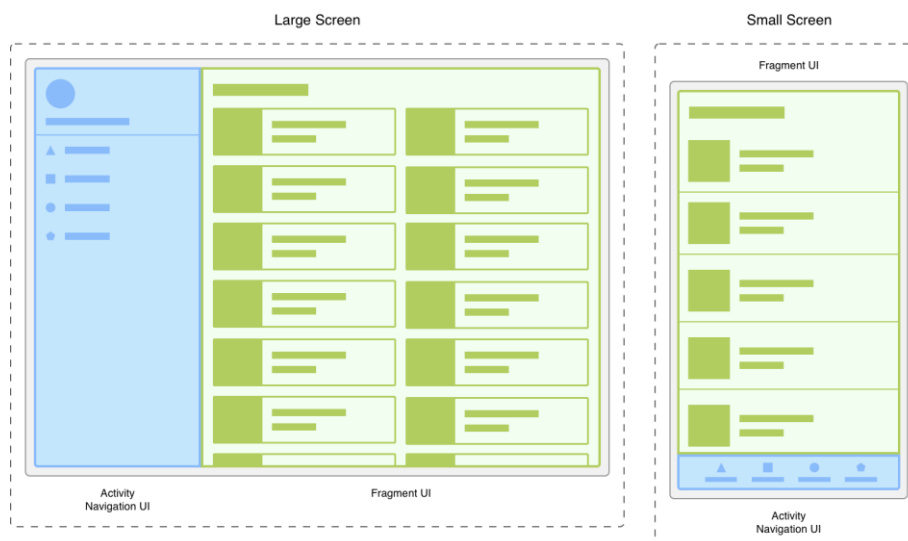 Large Screen
Small Screen
Fragment UI
Activity
Navigation UI
Fragment UI
Activity
Navigation UI